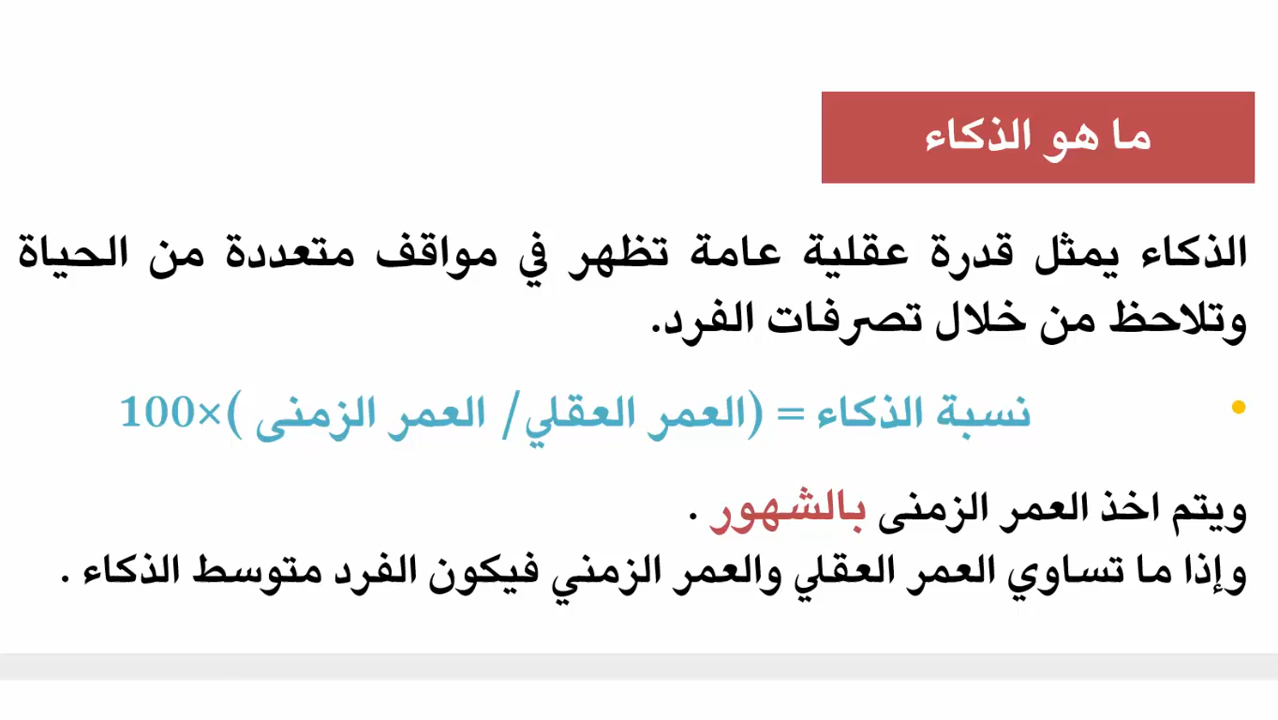 ما هو الذكاء
الذكاء يمثل قدرة عقلية عامة تظهر في مواقف متعددة من الحياة
وتلاحظ من خلال تصرفات الفرد.
• نسبة الذكاء = (العمر العقلي/ العمر الزمنى )×100
ويتم اخذ العمر الزمنى بالشهور .
وإذا ما تساوي العمر العقلي والعمر الزمني فيكون الفرد متوسط الذكاء .